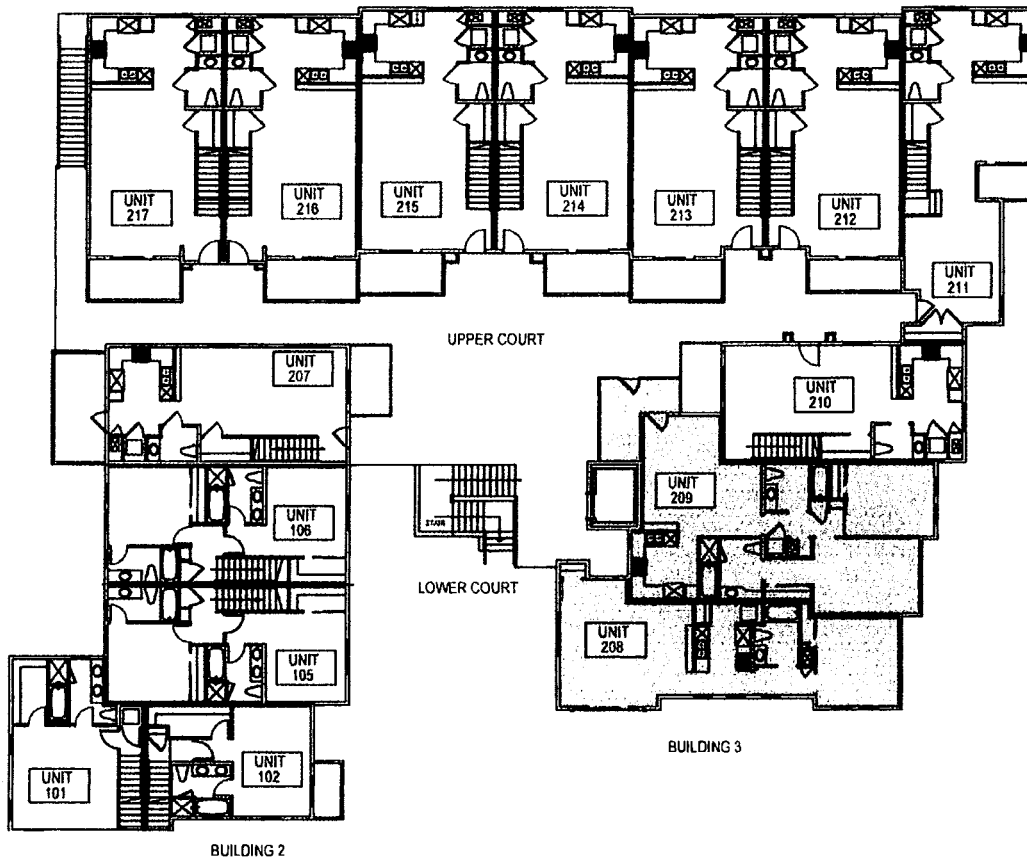 UNIT
217
UNIT
216
UNIT
215
UNIT
214
UNIT
213
UNIT
212
UNIT
211
UPPER COURT
UNIT
207
UNIT
210
UNIT
209
UNIT
106
STAIR
LOWER COURT
UNIT
208
UNIT
105
BUILDING 3
UNIT
101
UNIT
102
BUILDING 2